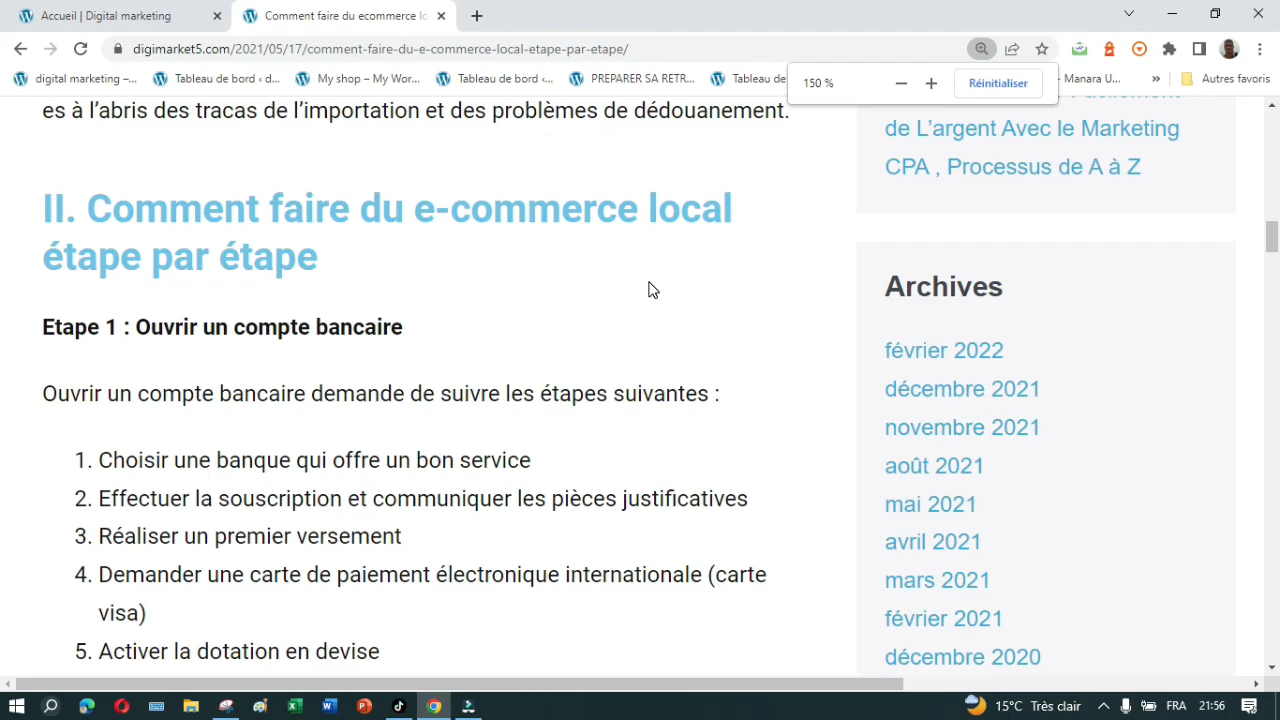 Accueil | Digital marketing
Comment faire du ecommerce lo
digimarket5.com/2021/05/17/comment-faire-du-e-commerce-local-etape-par-etape/
digital marketing –...
Tableau de bord ‹ d...
My shop – My Wor...
Tableau de bord ‹...
PREPARER SA RETR...
Tableau de
Manara U...
»
Autres favoris
150 %
Réinitialiser
es à l’abris des tracas de l’importation et des problèmes de dédouanement.
II. Comment faire du e-commerce local
étape par étape
Etape 1 : Ouvrir un compte bancaire
Ouvrir un compte bancaire demande de suivre les étapes suivantes :
1. Choisir une banque qui offre un bon service
2. Effectuer la souscription et communiquer les pièces justificatives
3. Réaliser un premier versement
4. Demander une carte de paiement électronique internationale (carte
visa)
5. Activer la dotation en devise
de L’argent Avec le Marketing
CPA , Processus de A à Z
Archives
février 2022
décembre 2021
novembre 2021
août 2021
mai 2021
avril 2021
mars 2021
février 2021
décembre 2020
15°C Très clair
FRA
21:56